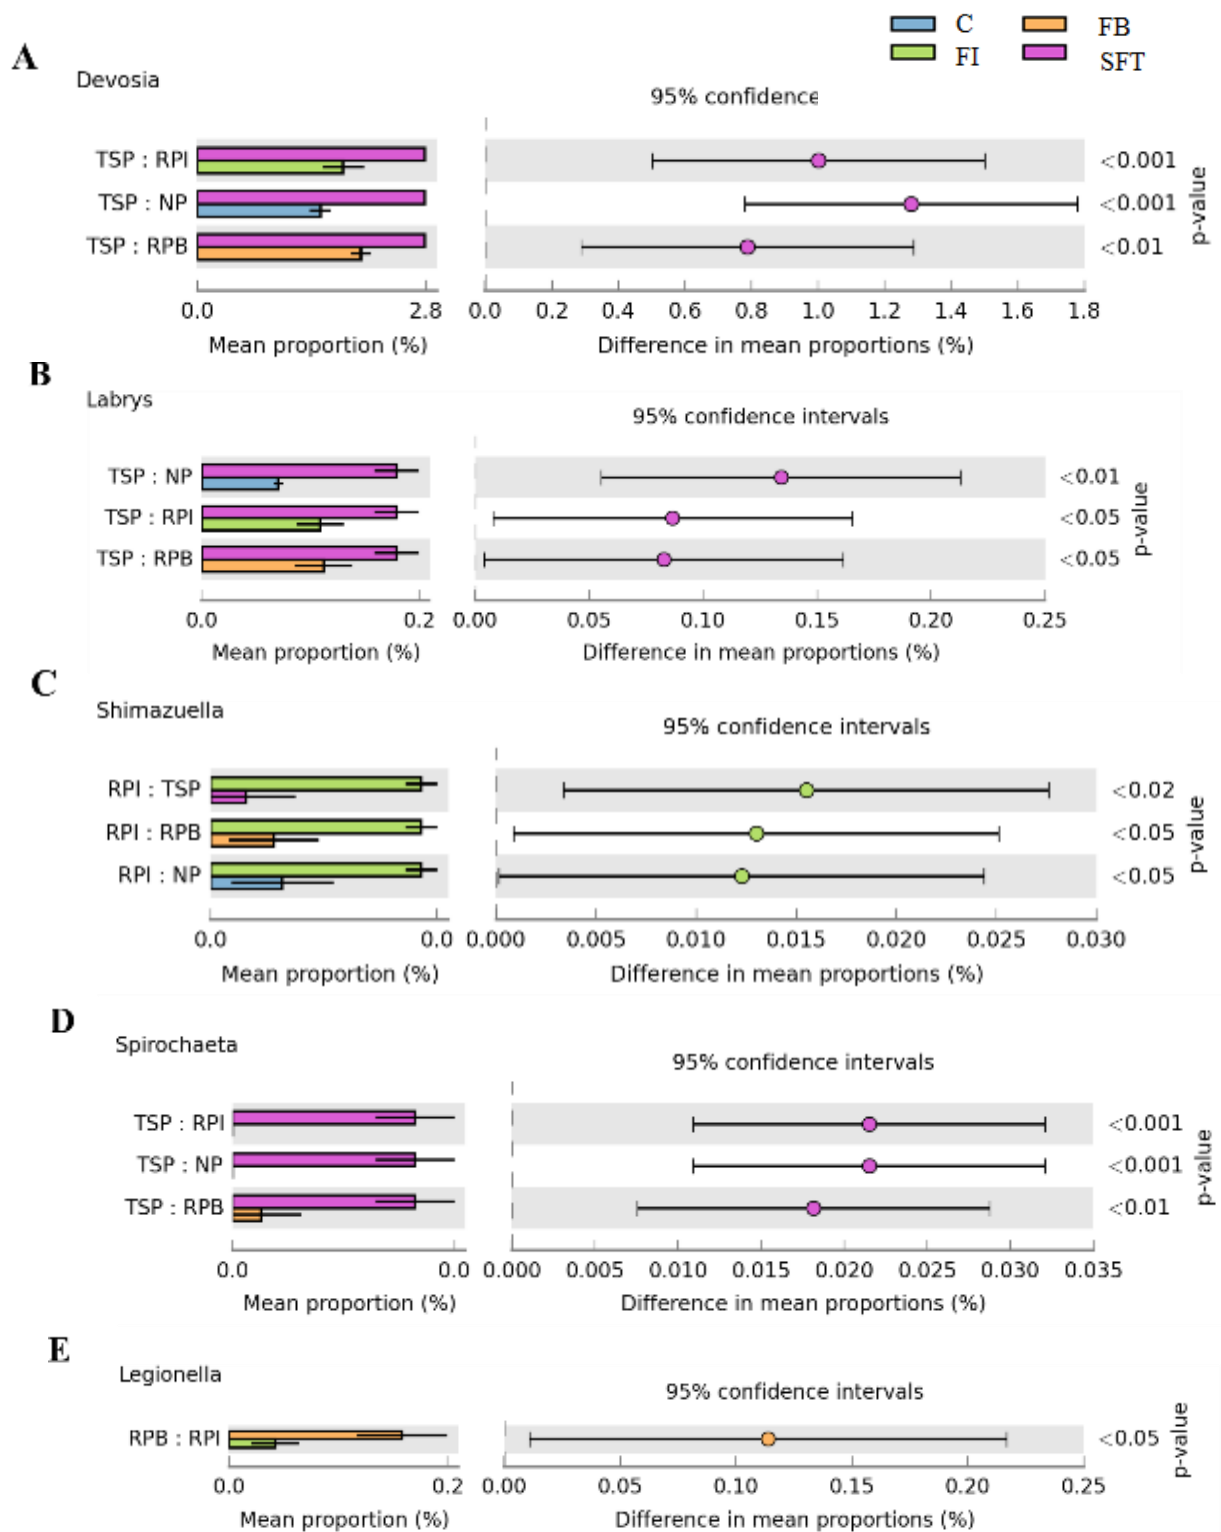 C FB
FI SFT
A
Devosia
95% confidence
TSP : RPI <0.001
TSP : NP <0.001
TSP : RPB <0.01
p-value
0.0 2.8 0.0 0.2 0.4 0.6 0.8 1.0 1.2 1.4 1.6 1.8
Mean proportion (%) Difference in mean proportions (%)
B
Labrys
95% confidence intervals
TSP : NP <0.01
TSP : RPI <0.05
TSP : RPB <0.05
p-value
0.0 0.2 0.00 0.05 0.10 0.15 0.20 0.25
Mean proportion (%) Difference in mean proportions (%)
C
Shimazuella
95% confidence intervals
RPI : TSP <0.02
RPI : RPB <0.05
RPI : NP <0.05
p-value
0.0 0.0 0.000 0.005 0.010 0.015 0.020 0.025 0.030
Mean proportion (%) Difference in mean proportions (%)
D
Spirochaeta
95% confidence intervals
TSP : RPI <0.001
TSP : NP <0.001
TSP : RPB <0.01
p-value
0.0 0.0 0.000 0.005 0.010 0.015 0.020 0.025 0.030 0.035
Mean proportion (%) Difference in mean proportions (%)
E
Legionella
95% confidence intervals
RPB : RPI <0.05
p-value
0.0 0.2 0.00 0.05 0.10 0.15 0.20 0.25
Mean proportion (%) Difference in mean proportions (%)